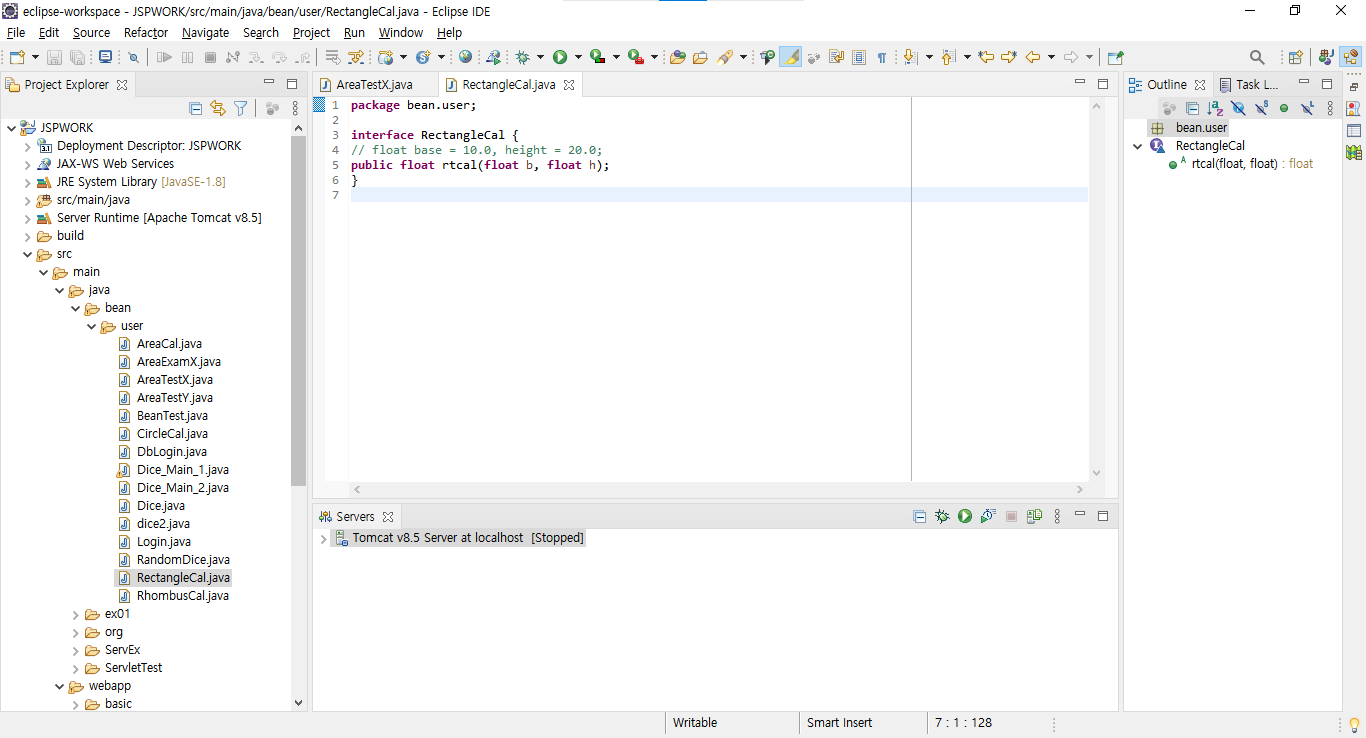 eclipse-workspace - JSPWORK/src/main/java/bean/user/RectangleCal.java - Eclipse IDE
File Edit Source Refactor Navigate Search Project Run Window Help
Project Explorer
JSPWORK
Deployment Descriptor: JSPWORK
JAX-WS Web Services
JRE System Library [JavaSE-1.8]
src/main/java
Server Runtime [Apache Tomcat v8.5]
build
src
main
java
bean
user
AreaCal.java
AreaExamX.java
AreaTestX.java
AreaTestY.java
BeanTest.java
CircleCal.java
DbLogin.java
Dice_Main_1.java
Dice_Main_2.java
Dice.java
dice2.java
Login.java
RandomDice.java
RectangleCal.java
RhombusCal.java
ex01
org
ServEx
ServletTest
webapp
basic
AreaTestX.java RectangleCal.java
1 package bean.user;
2
3 interface RectangleCal {
4 // float base = 10.0, height = 20.0;
5 public float rtcal(float b, float h);
6 }
7
Servers
Tomcat v8.5 Server at localhost [Stopped]
Outline Task L...
bean.user
RectangleCal
rtcal(float, float) : float
Writable Smart Insert 7 : 1 : 128